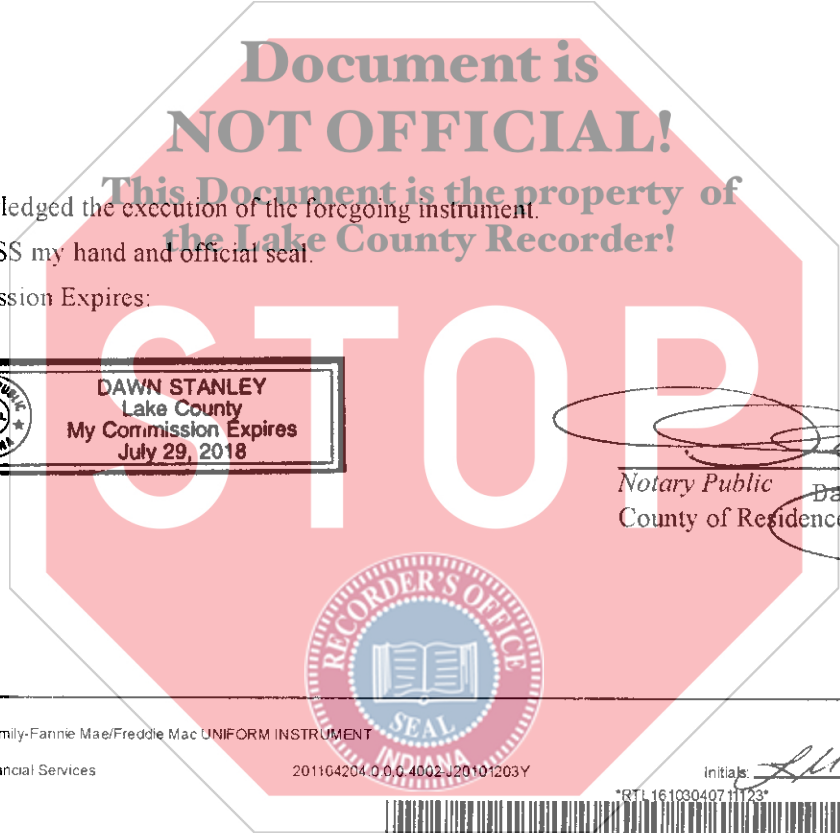 Document is
NOT OFFICIAL!
This Document is the property of
the Lake County Recorder!
ledged the execution of the foregoing instrument.
SS my hand and official seal.
ssion Expires:
STOP
DAWN STANLEY
Lake County
My Commission Expires
July 29, 2018
Notary Public Da
County of Residence
RECORDER'S OFFICE
SEAL
INDIANA
mily-Fannie Mae/Freddie Mac UNIFORM INSTRUMENT
ancial Services 201104204.0.0.0.4002-J20101203Y Initials:
*RTL16103040711123*